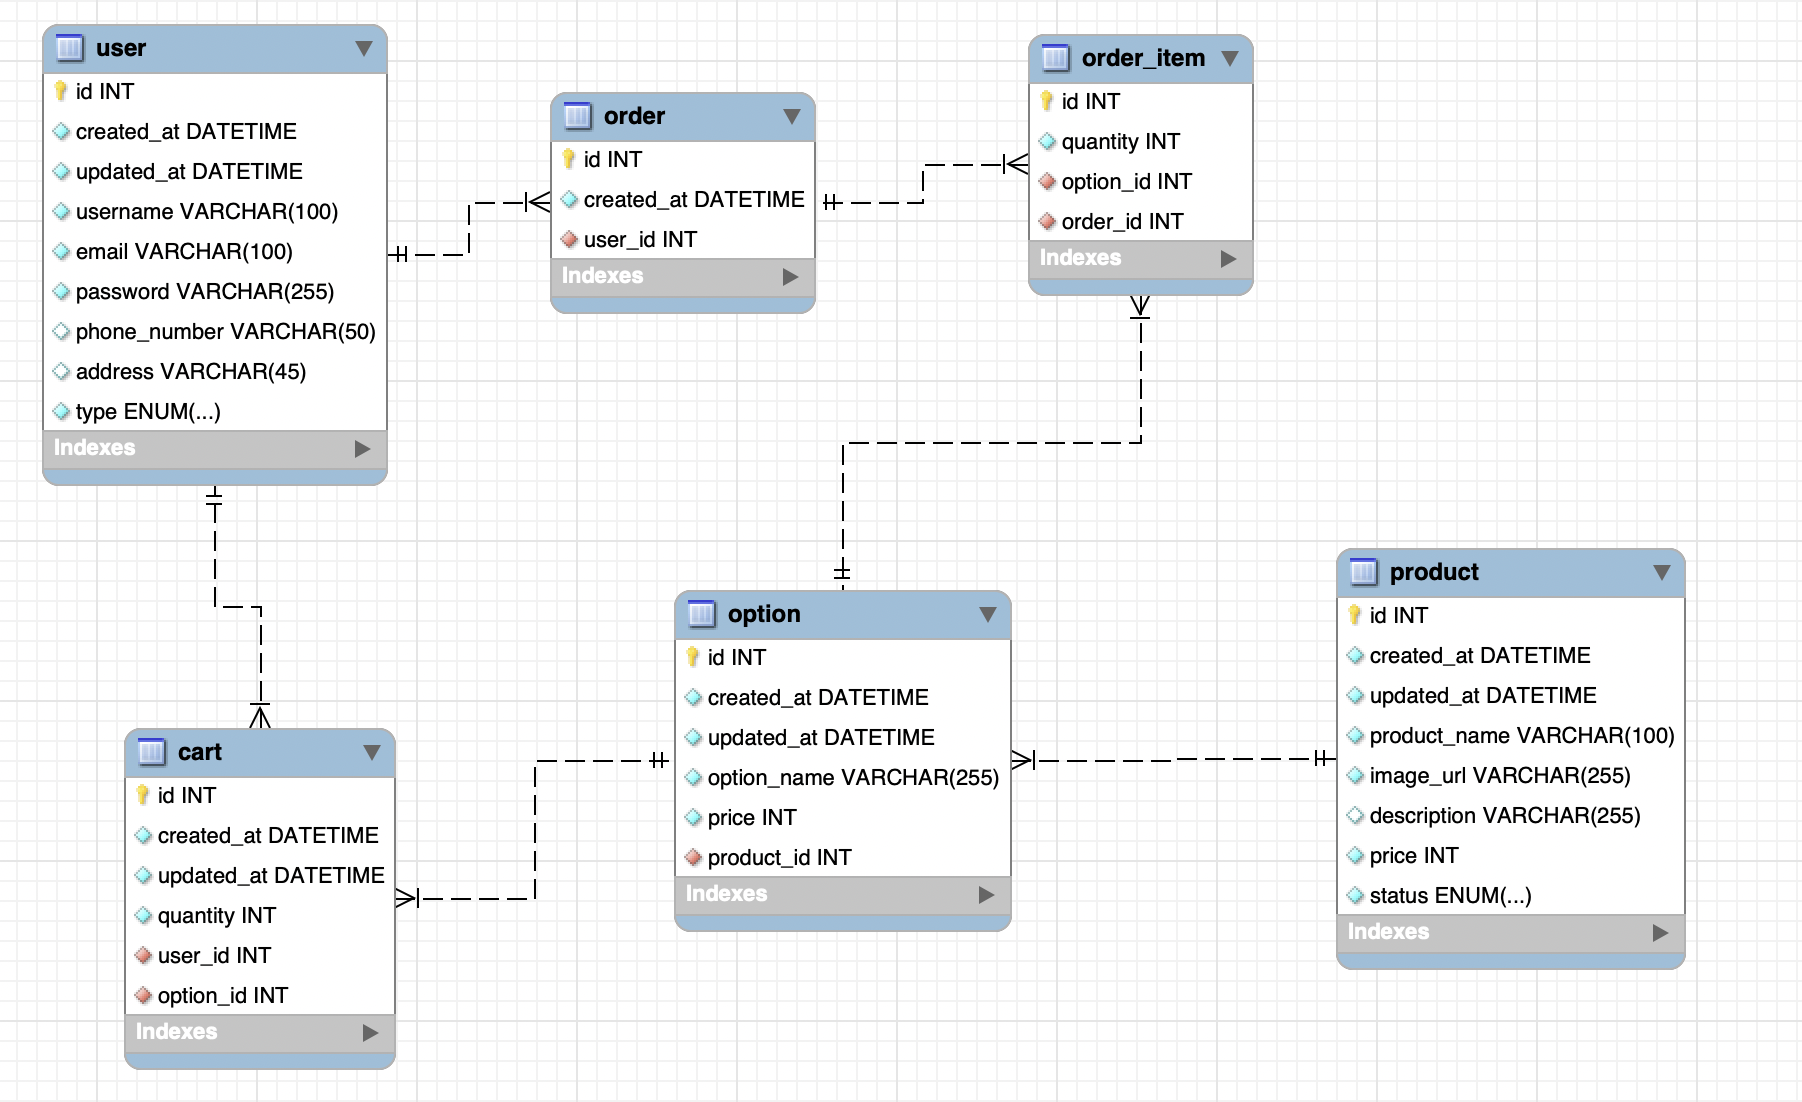 user
id INT
created_at DATETIME
updated_at DATETIME
username VARCHAR(100)
email VARCHAR(100)
password VARCHAR(255)
phone_number VARCHAR(50)
address VARCHAR(45)
type ENUM(...)
Indexes
order
id INT
created_at DATETIME
user_id INT
Indexes
order_item
id INT
quantity INT
option_id INT
order_id INT
Indexes
cart
id INT
created_at DATETIME
updated_at DATETIME
quantity INT
user_id INT
option_id INT
Indexes
option
id INT
created_at DATETIME
updated_at DATETIME
option_name VARCHAR(255)
price INT
product_id INT
Indexes
product
id INT
created_at DATETIME
updated_at DATETIME
product_name VARCHAR(100)
image_url VARCHAR(255)
description VARCHAR(255)
price INT
status ENUM(...)
Indexes